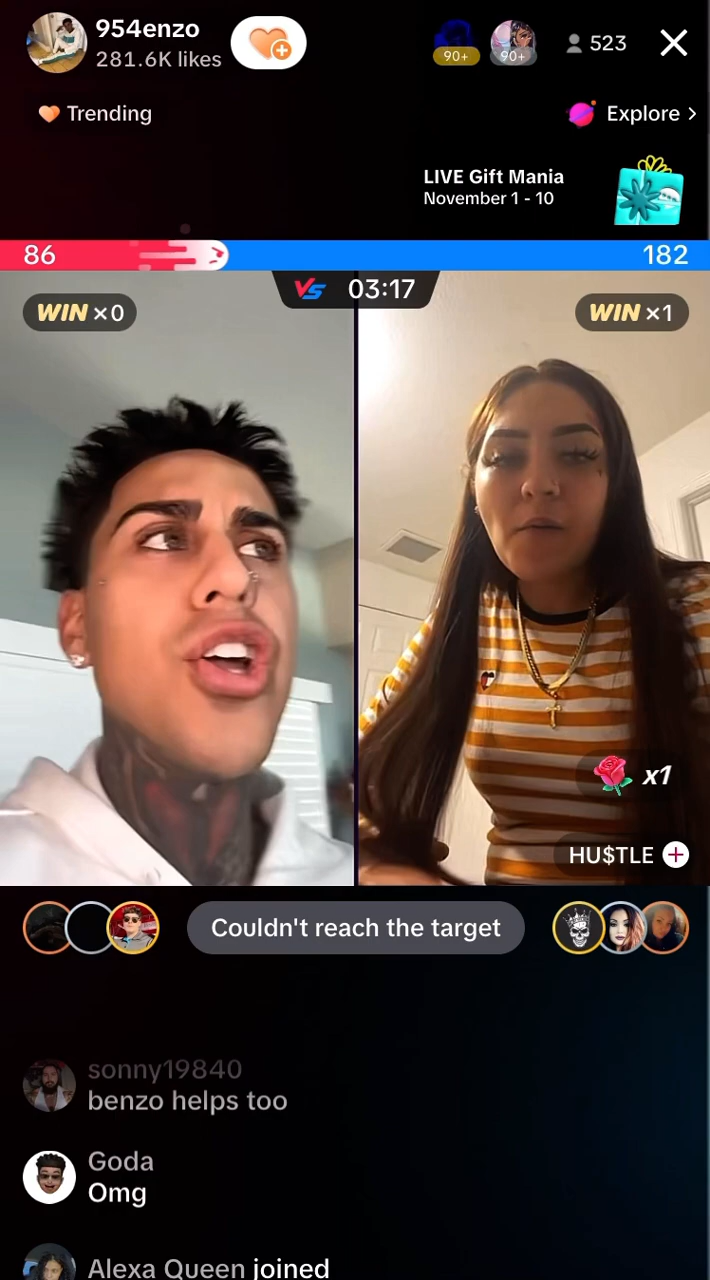 954enzo
281.6K likes
90+
90+
523
Trending
Explore
LIVE Gift Mania
November 1 - 10
86
182
VS 03:17
WIN ×0
WIN ×1
x1
HU$TLE
Couldn't reach the target
sonny19840
benzo helps too
Goda
Omg
Alexa Queen joined